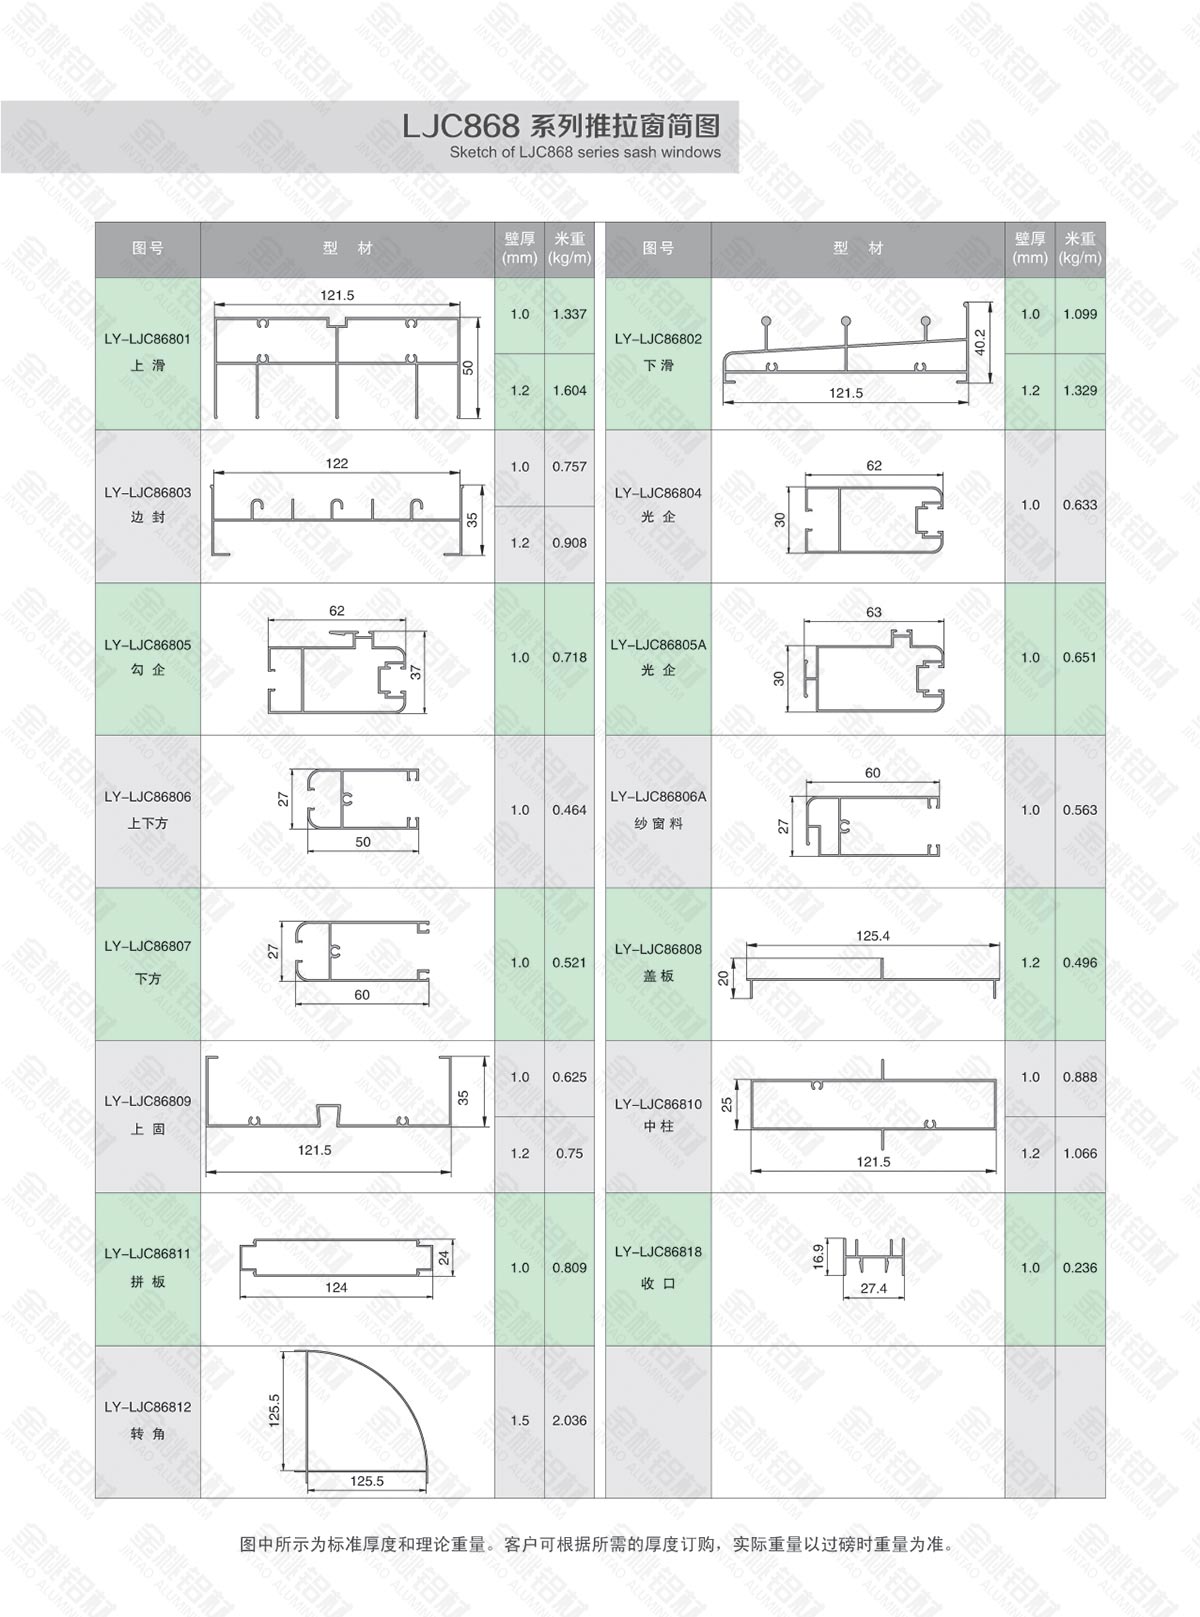 LJC868 系列推拉窗简图
Sketch of LJC868 series sash windows
图号 型 材 壁厚(mm) 米重(kg/m) 图号 型 材 壁厚(mm) 米重(kg/m)
LY-LJC86801
上 滑
121.5
50
1.0 1.337
1.2 1.604
LY-LJC86802
下 滑
40.2
121.5
1.0 1.099
1.2 1.329
LY-LJC86803
边 封
122
35
1.0 0.757
1.2 0.908
LY-LJC86804
光 企
62
30
1.0 0.633
LY-LJC86805
勾 企
62
37
1.0 0.718
LY-LJC86805A
光 企
63
30
1.0 0.651
LY-LJC86806
上下方
27
50
1.0 0.464
LY-LJC86806A
纱窗料
60
27
1.0 0.563
LY-LJC86807
下方
27
60
1.0 0.521
LY-LJC86808
盖板
125.4
20
1.2 0.496
LY-LJC86809
上 固
35
121.5
1.0 0.625
1.2 0.75
LY-LJC86810
中柱
25
121.5
1.0 0.888
1.2 1.066
LY-LJC86811
拼 板
24
124
1.0 0.809
LY-LJC86818
收 口
16.9
27.4
1.0 0.236
LY-LJC86812
转 角
125.5
125.5
1.5 2.036
图中所示为标准厚度和理论重量。客户可根据所需的厚度订购，实际重量以过磅时重量为准。
金桃铝材
JINTAO ALUMINIUM